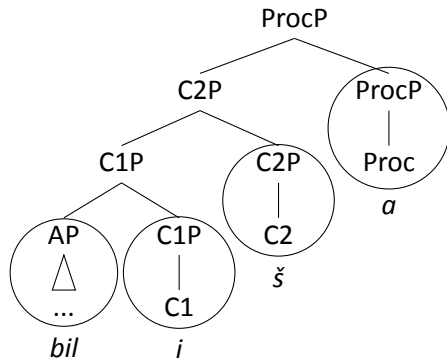 ProcP
C2P ProcP
C1P C2P Proc
AP C1P C2 a
... C1 š
bil i